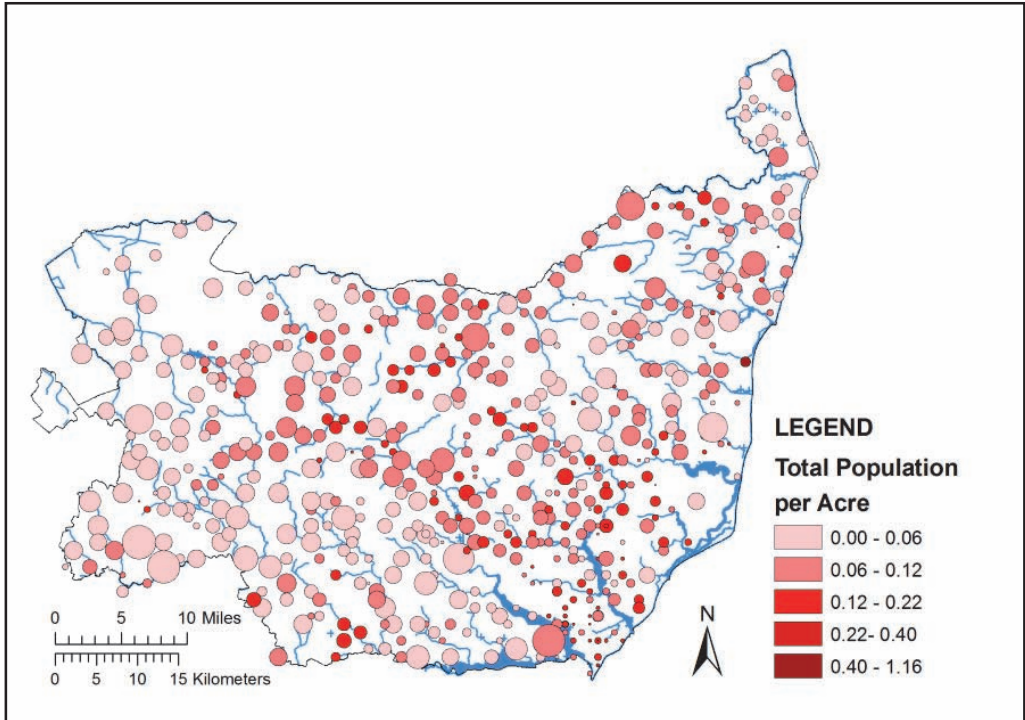 LEGEND
Total Population
per Acre
0.00 - 0.06
0.06 - 0.12
0.12 - 0.22
0.22- 0.40
0.40 - 1.16
N
0 5 10 Miles
0 5 10 15 Kilometers